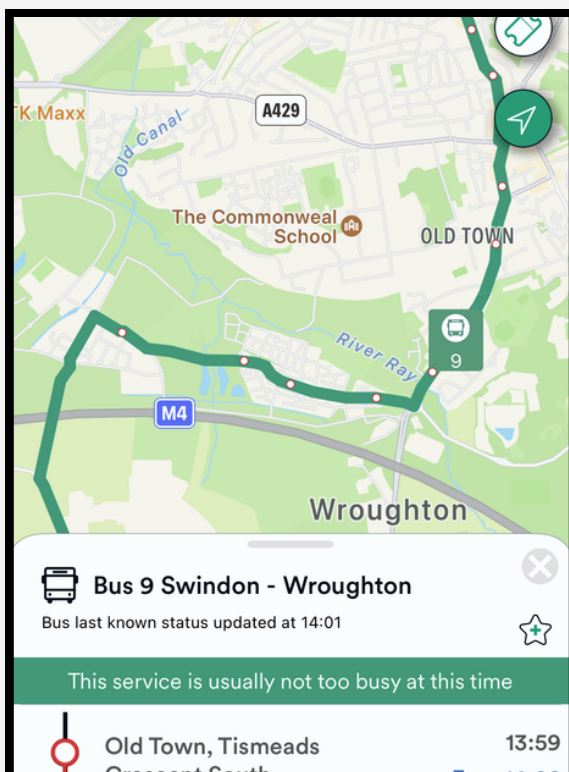 TK Maxx
Old Canal
A429
The Commonweal
School
OLD TOWN
River Ray
9
M4
Wroughton
Bus 9 Swindon - Wroughton
Bus last known status updated at 14:01
This service is usually not too busy at this time
Old Town, Tismeads
13:59
Crescent South